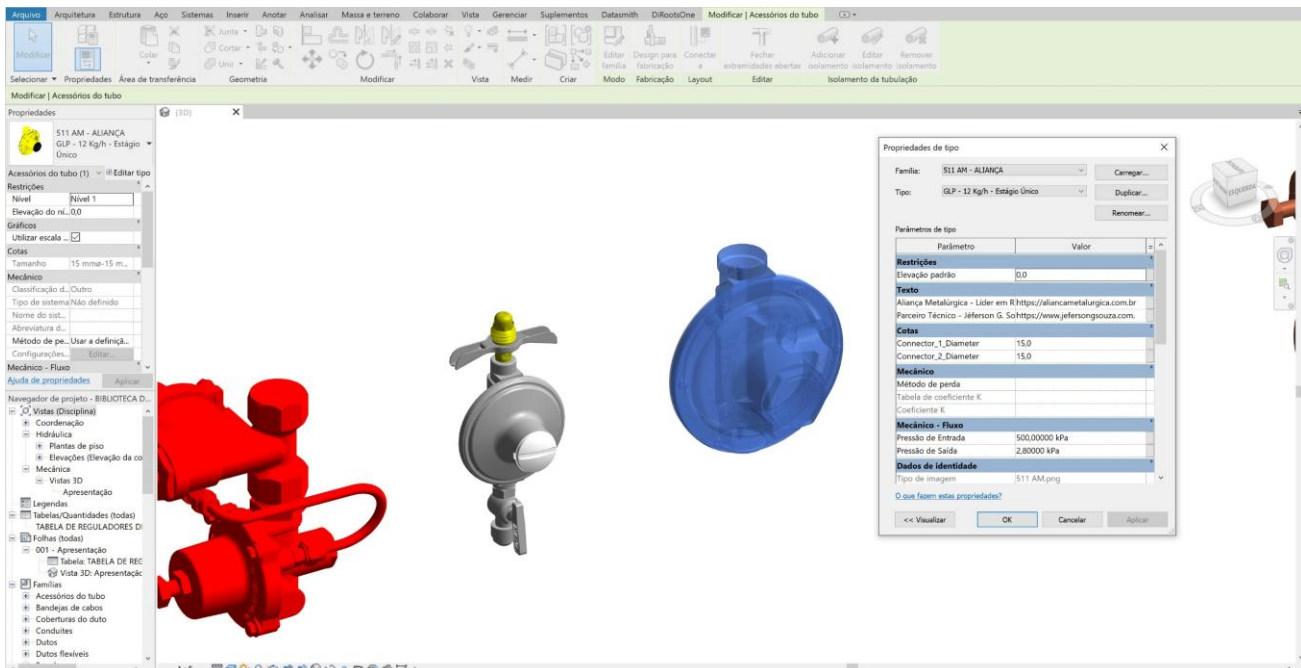 Arquivo Arquitetura Estrutura Aço Sistemas Inserir Anotar Analisar Massa e terreno Colaborar Vista Gerenciar Suplementos Datasmith DiRootsOne Modificar | Acessórios do tubo
Modificar
Colar
Junta
Cortar
Unir
Editar família
Design para fabricação
Conectar a
Fechar extremidades abertas
Adicionar isolamento
Editar isolamento
Remover isolamento
Selecionar Propriedades Área de transferência Geometria Modificar Vista Medir Criar Modo Fabricação Layout Editar Isolamento da tubulação
Modificar | Acessórios do tubo
Propriedades
{3D}
511 AM - ALIANÇA
GLP - 12 Kg/h - Estágio
Único
Acessórios do tubo (1) Editar tipo
Restrições
Nível Nível 1
Elevação do ní... 0,0
Gráficos
Utilizar escala ...
Cotas
Tamanho 15 mmø-15 m...
Mecânico
Classificação d... Outro
Tipo de sistema Não definido
Nome do sist...
Abreviatura d...
Método de pe... Usar a definiçã...
Configurações... Editar...
Mecânico - Fluxo
Ajuda de propriedades Aplicar
Navegador de projeto - BIBLIOTECA D...
Vistas (Disciplina)
Coordenação
Hidráulica
Plantas de piso
Elevações (Elevação da co
Mecânica
Vistas 3D
Apresentação
Legendas
Tabelas/Quantidades (todas)
TABELA DE REGULADORES D
Folhas (todas)
001 - Apresentação
Tabela: TABELA DE REG
Vista 3D: Apresentação
Famílias
Acessórios do tubo
Bandejas de cabos
Coberturas do duto
Conduites
Dutos
Dutos flexíveis
Propriedades de tipo
Família: 511 AM - ALIANÇA Carregar...
Tipo: GLP - 12 Kg/h - Estágio Único Duplicar...
Renomear...
Parâmetros de tipo
Parâmetro Valor =
Restrições
Elevação padrão 0,0
Texto
Aliança Metalúrgica - Líder em R https://aliancametalurgica.com.br
Parceiro Técnico - Jéferson G. So https://www.jefersongsouza.com.
Cotas
Connector_1_Diameter 15,0
Connector_2_Diameter 15,0
Mecânico
Método de perda
Tabela de coeficiente K
Coeficiente K
Mecânico - Fluxo
Pressão de Entrada 500,00000 kPa
Pressão de Saída 2,80000 kPa
Dados de identidade
Tipo de imagem 511 AM.png
O que fazem estas propriedades?
<< Visualizar OK Cancelar Aplicar
ESQUERDA